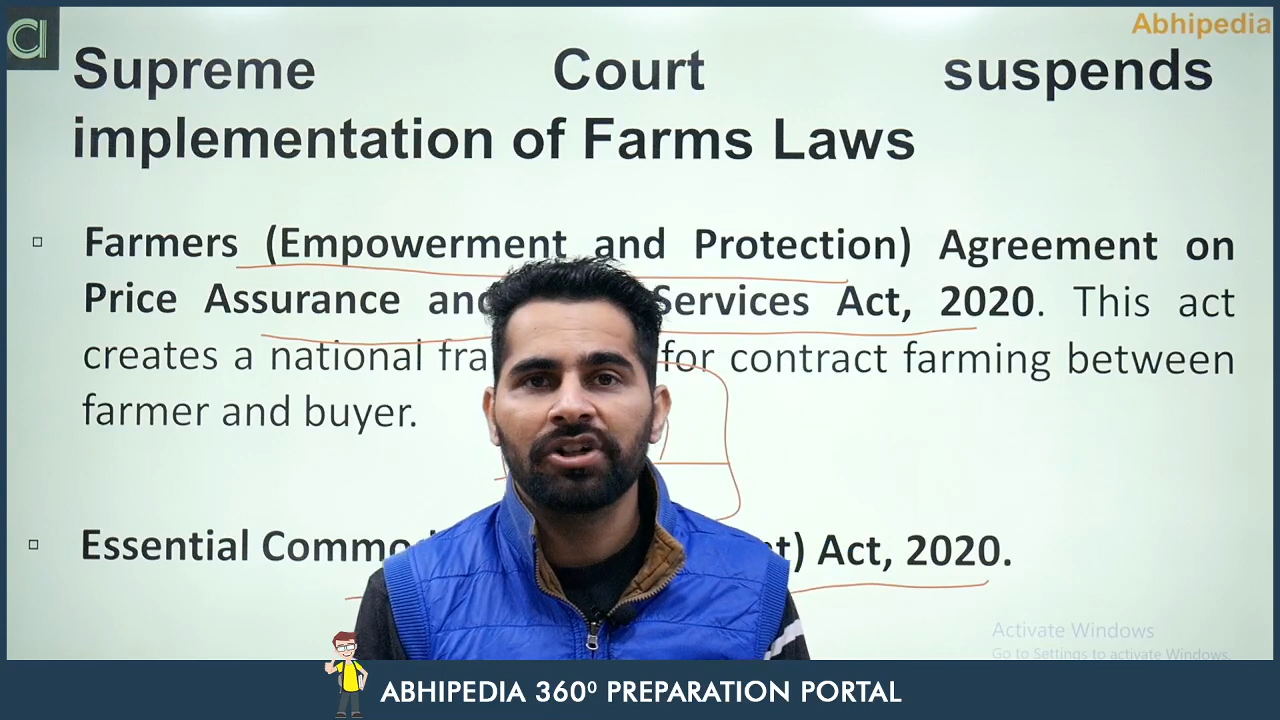 Abhipedia
Supreme Court suspends
implementation of Farms Laws
Farmers (Empowerment and Protection) Agreement on
Price Assurance and Services Act, 2020. This act
creates a national for contract farming between
farmer and buyer.
Essential Act, 2020.
Activate Windows
Go to Settings to activate Windows.
ABHIPEDIA 360⁰ PREPARATION PORTAL